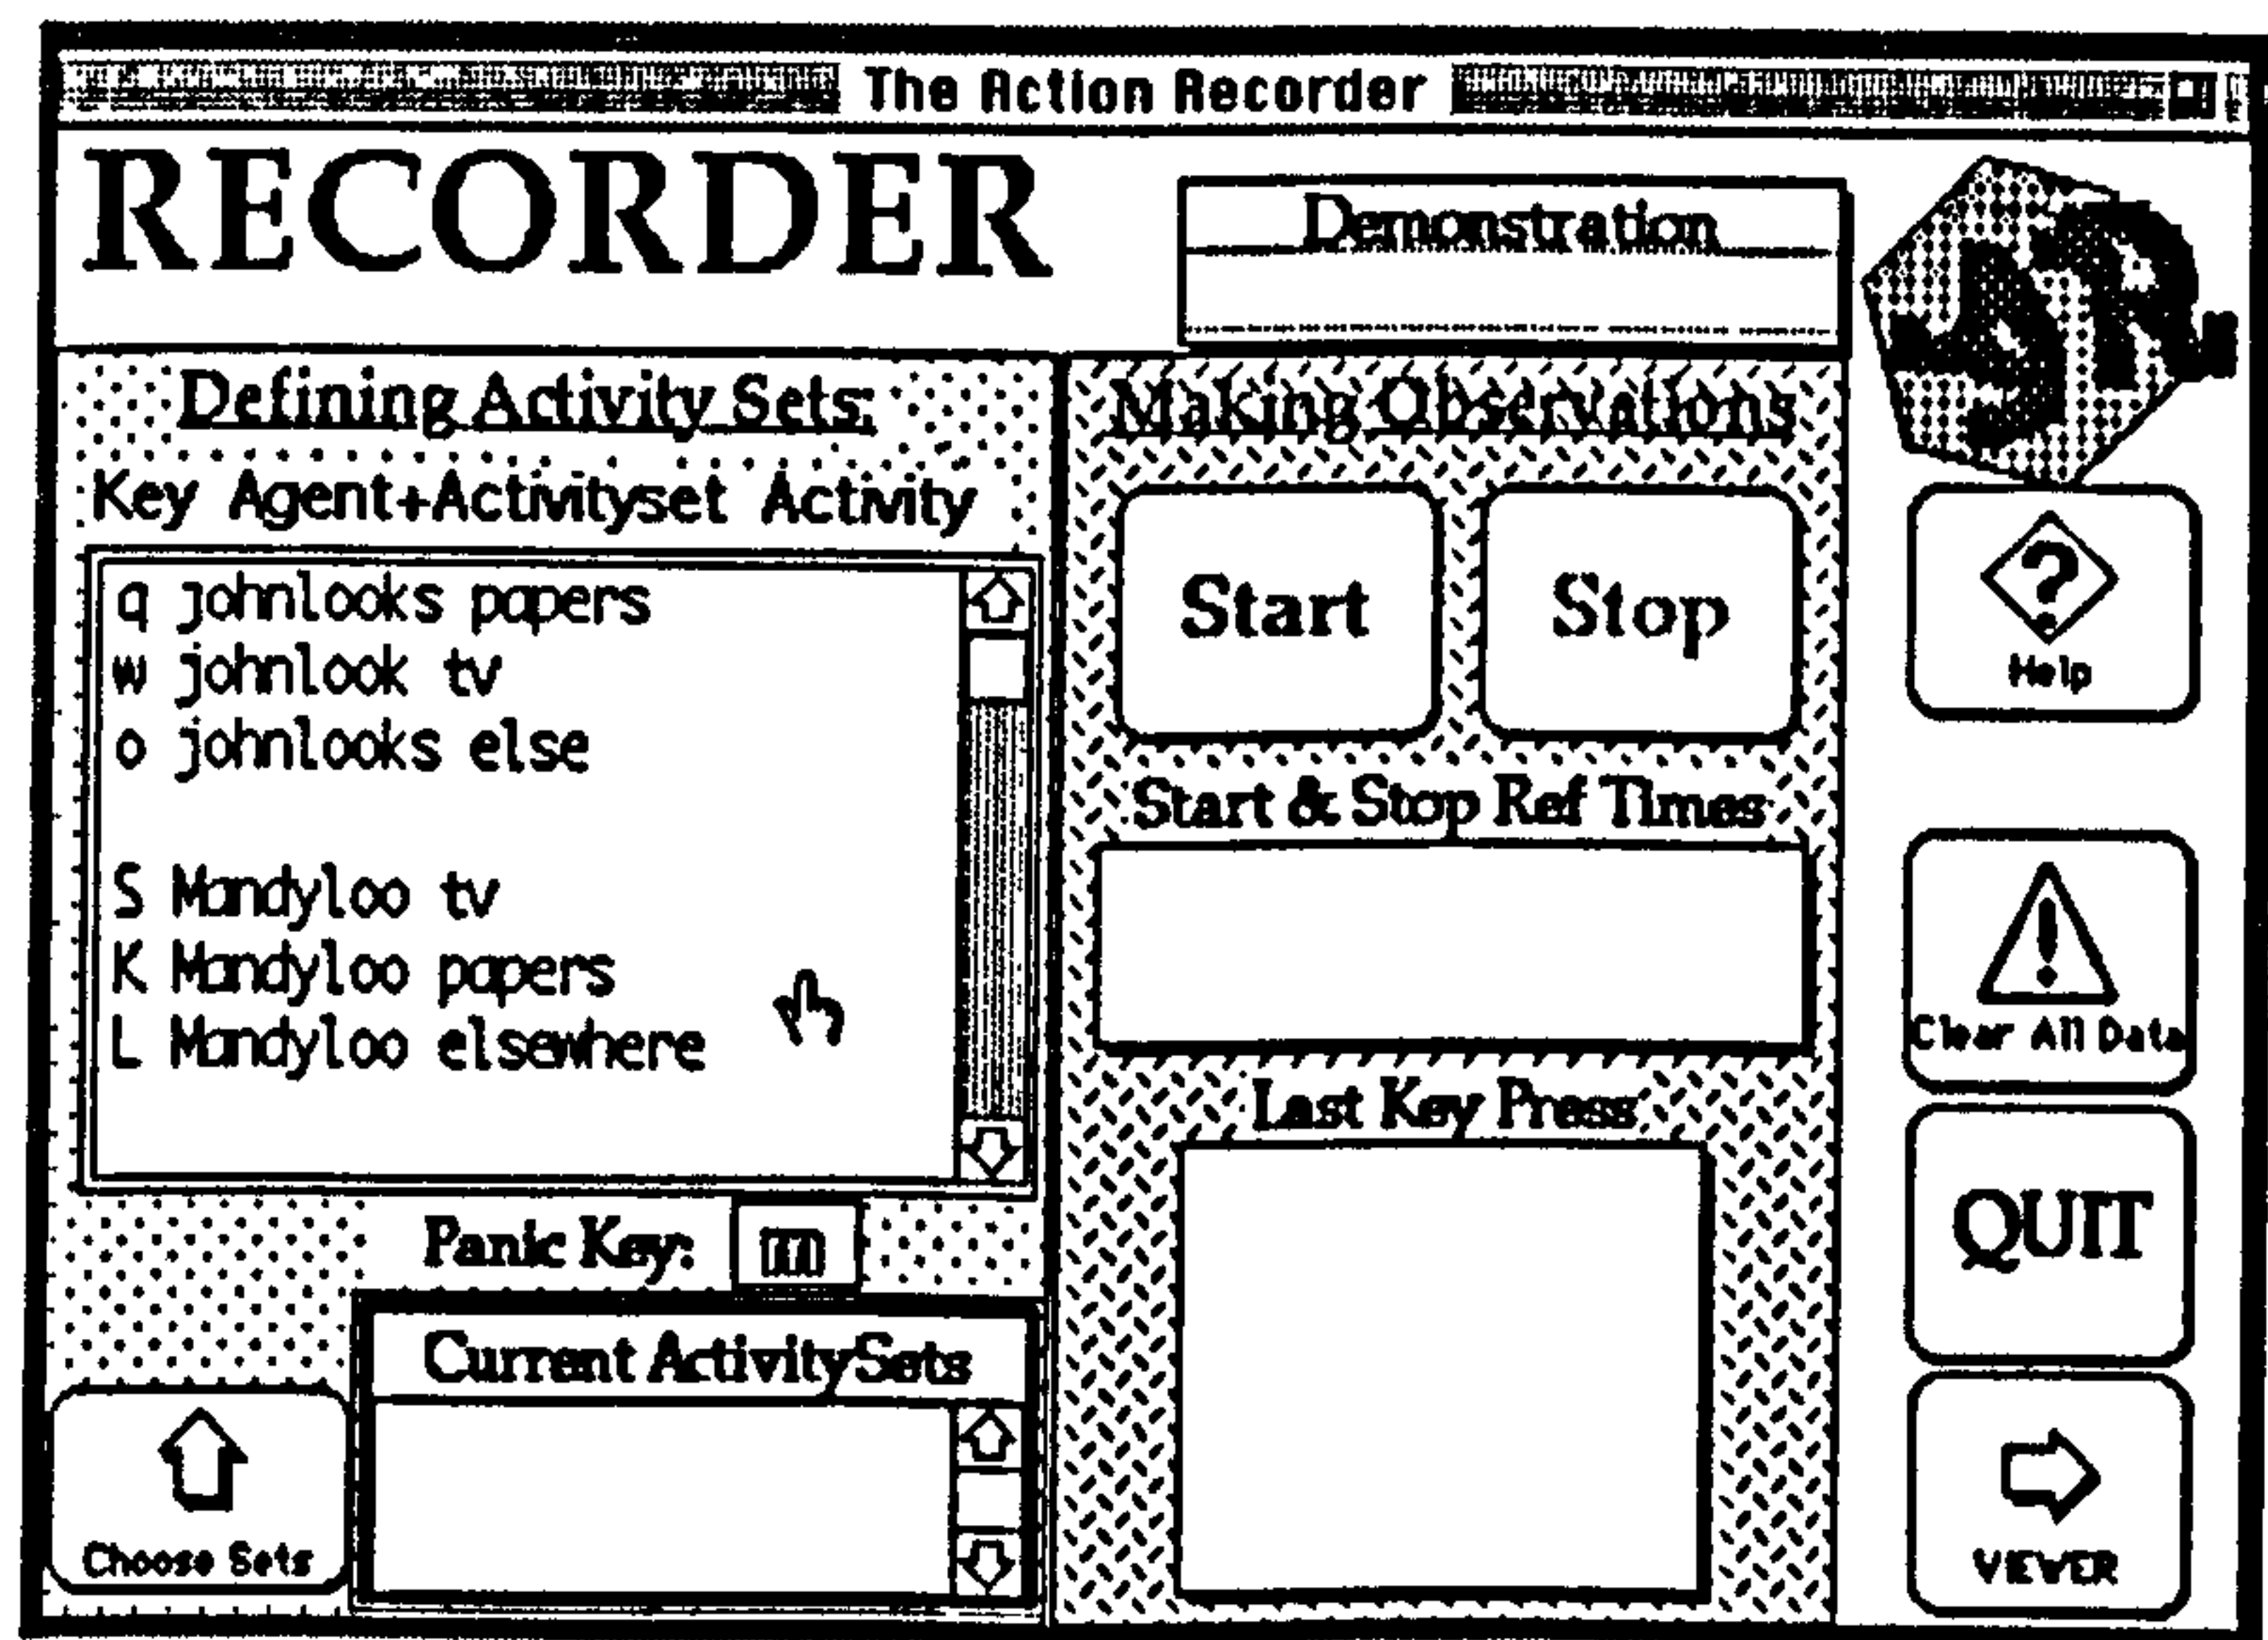 The Action Recorder
RECORDER
Demonstration
Defining Activity Sets:
Key Agent+Activityset Activity
q johnlooks papers
w johnlook tv
o johnlooks else
S Mandyloo tv
K Mandyloo papers
L Mandyloo elsewhere
Panic Key: m
Current ActivitySets
Choose Sets
Making Observations
Start
Stop
Start & Stop Ref Times
Last Key Press
?
Help
!
Clear All Data
QUIT
VIEWER